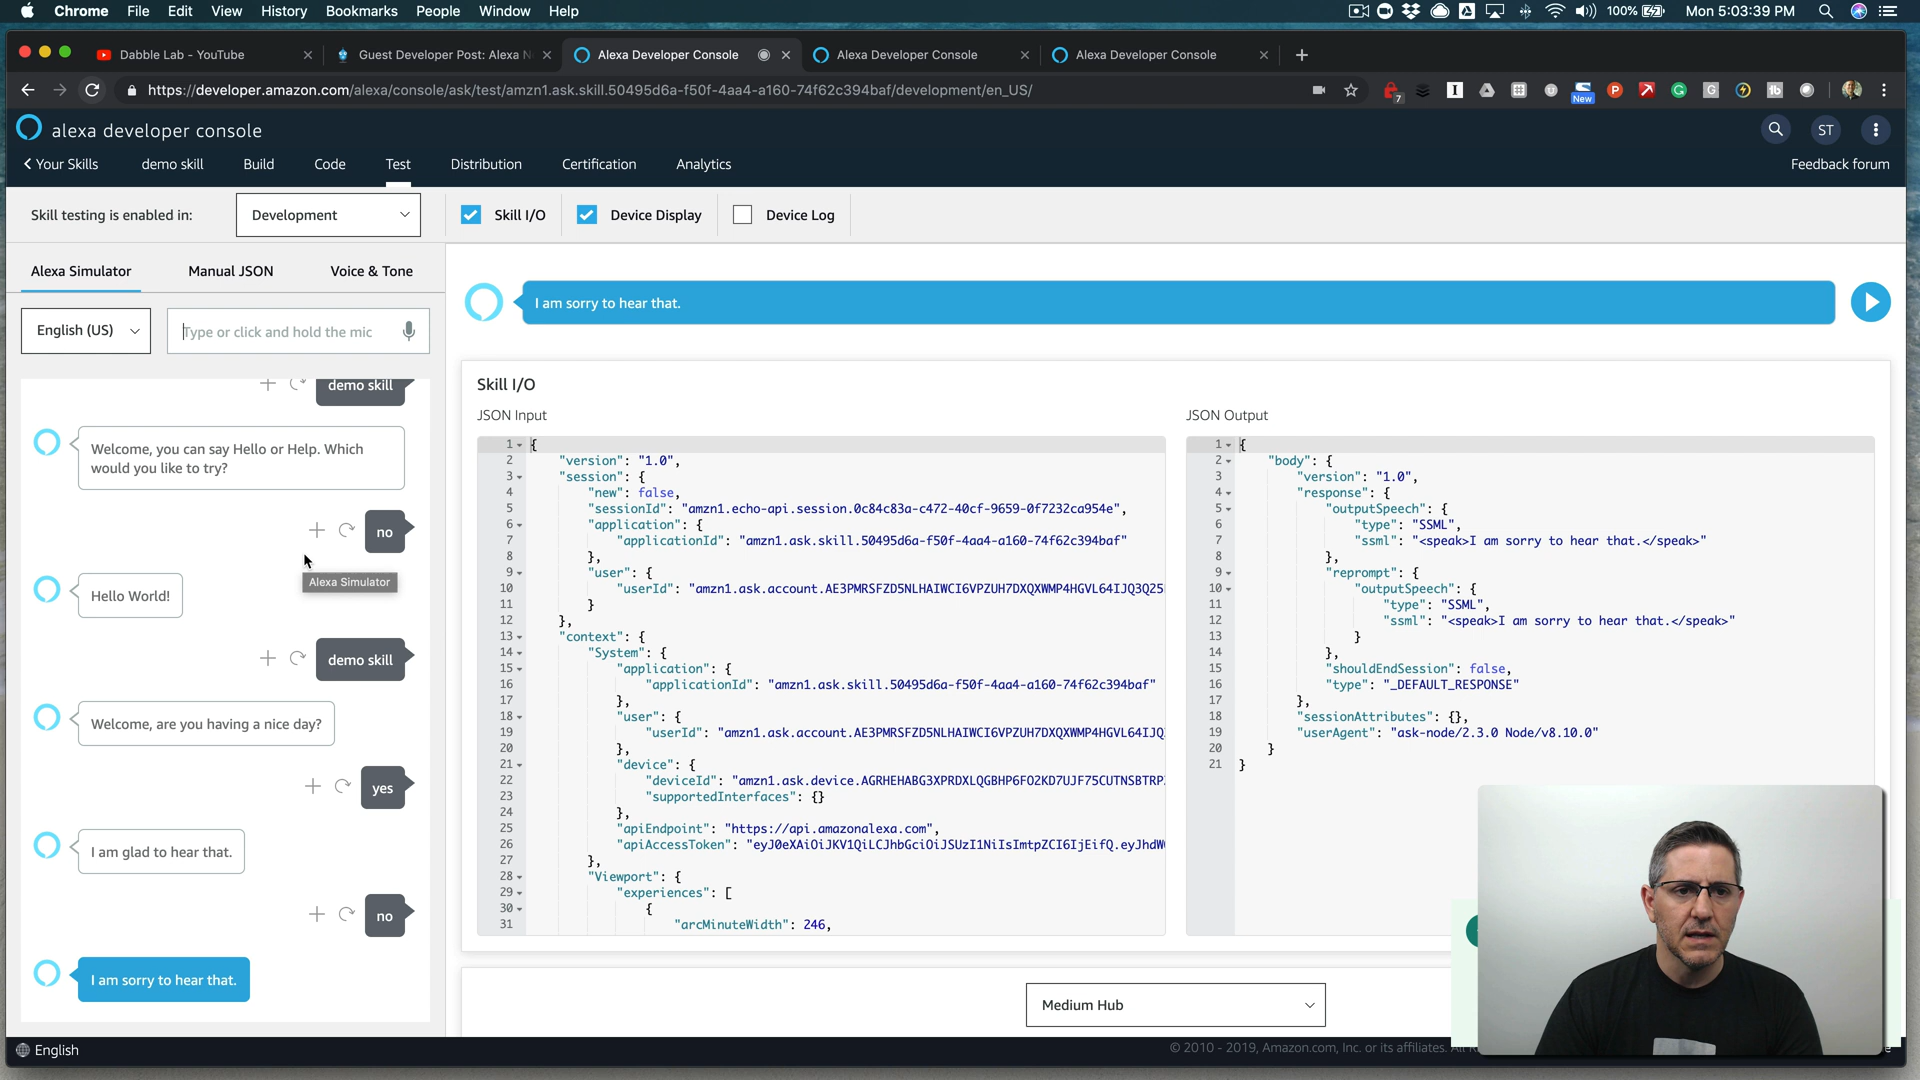 Chrome File Edit View History Bookmarks People Window Help 100% Mon 5:03:39 PM
Dabble Lab - YouTube Guest Developer Post: Alexa N Alexa Developer Console Alexa Developer Console Alexa Developer Console
https://developer.amazon.com/alexa/console/ask/test/amzn1.ask.skill.50495d6a-f50f-4aa4-a160-74f62c394baf/development/en_US/
7 New
alexa developer console ST
Your Skills demo skill Build Code Test Distribution Certification Analytics Feedback forum
Skill testing is enabled in: Development Skill I/O Device Display Device Log
Alexa Simulator Manual JSON Voice & Tone
English (US) Type or click and hold the mic
demo skill
Welcome, you can say Hello or Help. Which
would you like to try?
no
Alexa Simulator
Hello World!
demo skill
Welcome, are you having a nice day?
yes
I am glad to hear that.
no
I am sorry to hear that.
I am sorry to hear that.
Skill I/O
JSON Input
1 {
2 "version": "1.0",
3 "session": {
4 "new": false,
5 "sessionId": "amzn1.echo-api.session.0c84c83a-c472-40cf-9659-0f7232ca954e",
6 "application": {
7 "applicationId": "amzn1.ask.skill.50495d6a-f50f-4aa4-a160-74f62c394baf"
8 },
9 "user": {
10 "userId": "amzn1.ask.account.AE3PMRSFZD5NLHAIWCI6VPZUH7DXQXWMP4HGVL64IJQ3Q25
11 }
12 },
13 "context": {
14 "System": {
15 "application": {
16 "applicationId": "amzn1.ask.skill.50495d6a-f50f-4aa4-a160-74f62c394baf"
17 },
18 "user": {
19 "userId": "amzn1.ask.account.AE3PMRSFZD5NLHAIWCI6VPZUH7DXQXWMP4HGVL64IJQ
20 },
21 "device": {
22 "deviceId": "amzn1.ask.device.AGRHEHABG3XPRDXLQGBHP6FO2KD7UJF75CUTNSBTRP
23 "supportedInterfaces": {}
24 },
25 "apiEndpoint": "https://api.amazonalexa.com",
26 "apiAccessToken": "eyJ0eXAiOiJKV1QiLCJhbGciOiJSUzI1NiIsImtpZCI6IjEifQ.eyJhdW
27 },
28 "Viewport": {
29 "experiences": [
30 {
31 "arcMinuteWidth": 246,
JSON Output
1 {
2 "body": {
3 "version": "1.0",
4 "response": {
5 "outputSpeech": {
6 "type": "SSML",
7 "ssml": "<speak>I am sorry to hear that.</speak>"
8 },
9 "reprompt": {
10 "outputSpeech": {
11 "type": "SSML",
12 "ssml": "<speak>I am sorry to hear that.</speak>"
13 }
14 },
15 "shouldEndSession": false,
16 "type": "_DEFAULT_RESPONSE"
17 },
18 "sessionAttributes": {},
19 "userAgent": "ask-node/2.3.0 Node/v8.10.0"
20 }
21 }
Medium Hub
English © 2010 - 2019, Amazon.com, Inc. or its affiliates. All